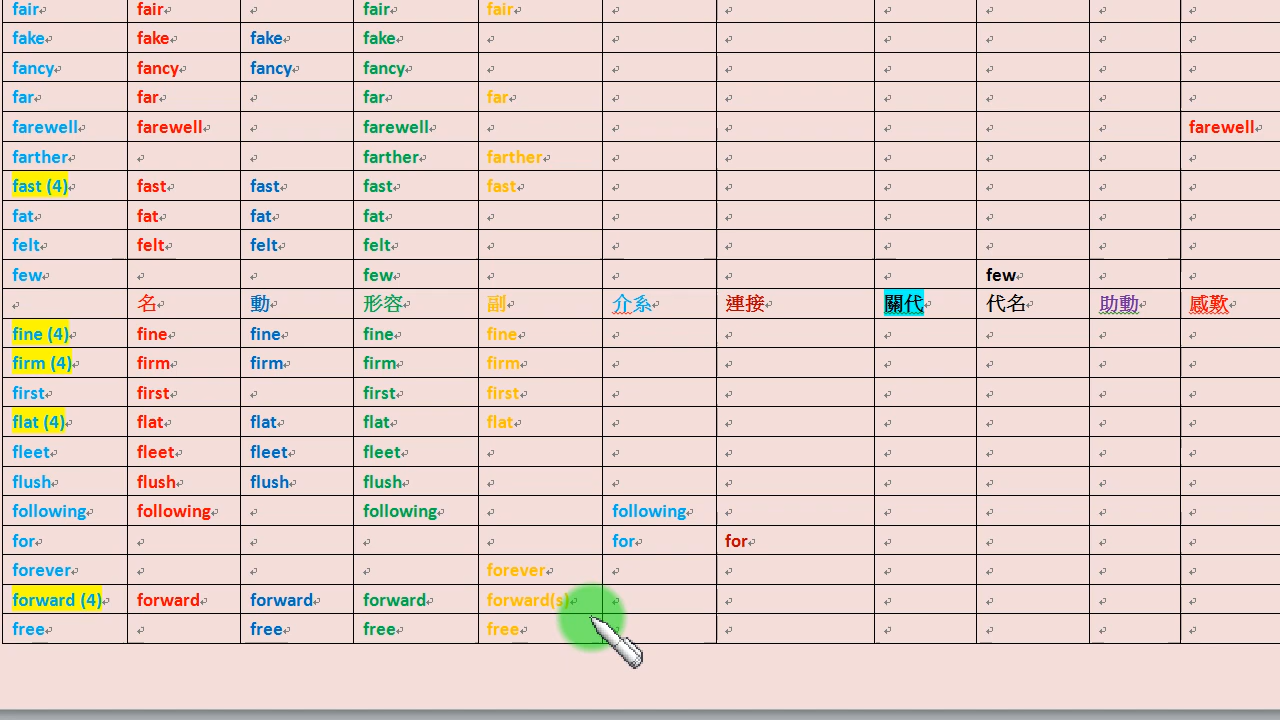 fair fair fair fair
fake fake fake fake
fancy fancy fancy fancy
far far far far
farewell farewell farewell farewell
farther farther farther
fast (4) fast fast fast fast
fat fat fat fat
felt felt felt felt
few few few
名 動 形容 副 介系 連接 關代 代名 助動 感歎
fine (4) fine fine fine fine
firm (4) firm firm firm firm
first first first first
flat (4) flat flat flat flat
fleet fleet fleet fleet
flush flush flush flush
following following following following
for for for
forever forever
forward (4) forward forward forward forward(s)
free free free free